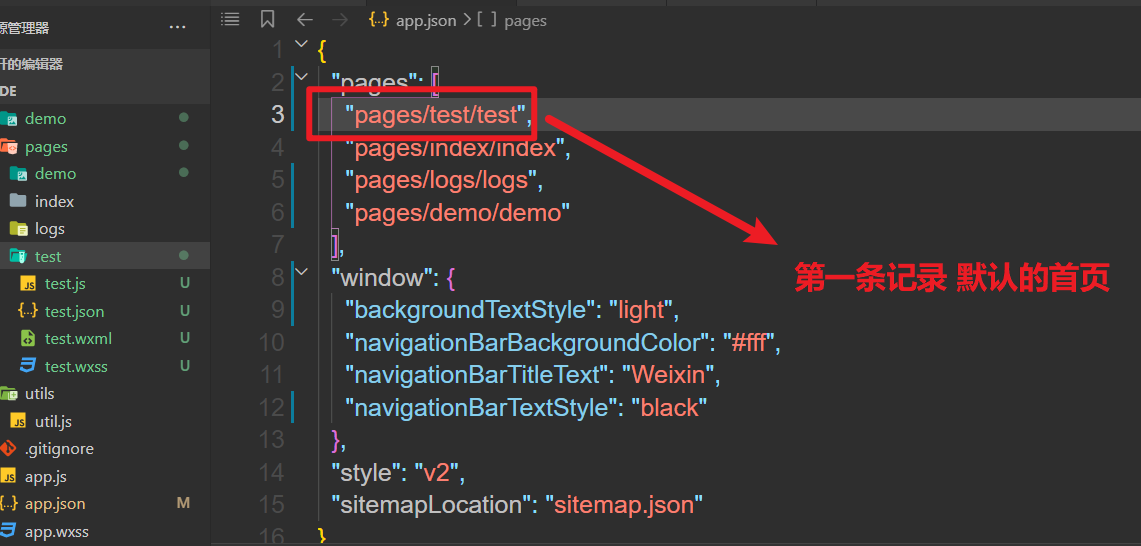 源管理器
···
app.json > [ ] pages
开的编辑器
DE
demo
pages
demo
index
logs
test
test.js U
test.json U
test.wxml U
test.wxss U
utils
util.js
.gitignore
app.js
app.json M
app.wxss
1 {
2 "pages": [
3 "pages/test/test",
4 "pages/index/index",
5 "pages/logs/logs",
6 "pages/demo/demo"
7 ],
8 "window": {
9 "backgroundTextStyle": "light",
10 "navigationBarBackgroundColor": "#fff",
11 "navigationBarTitleText": "Weixin",
12 "navigationBarTextStyle": "black"
13 },
14 "style": "v2",
15 "sitemapLocation": "sitemap.json"
16 }
第一条记录 默认的首页